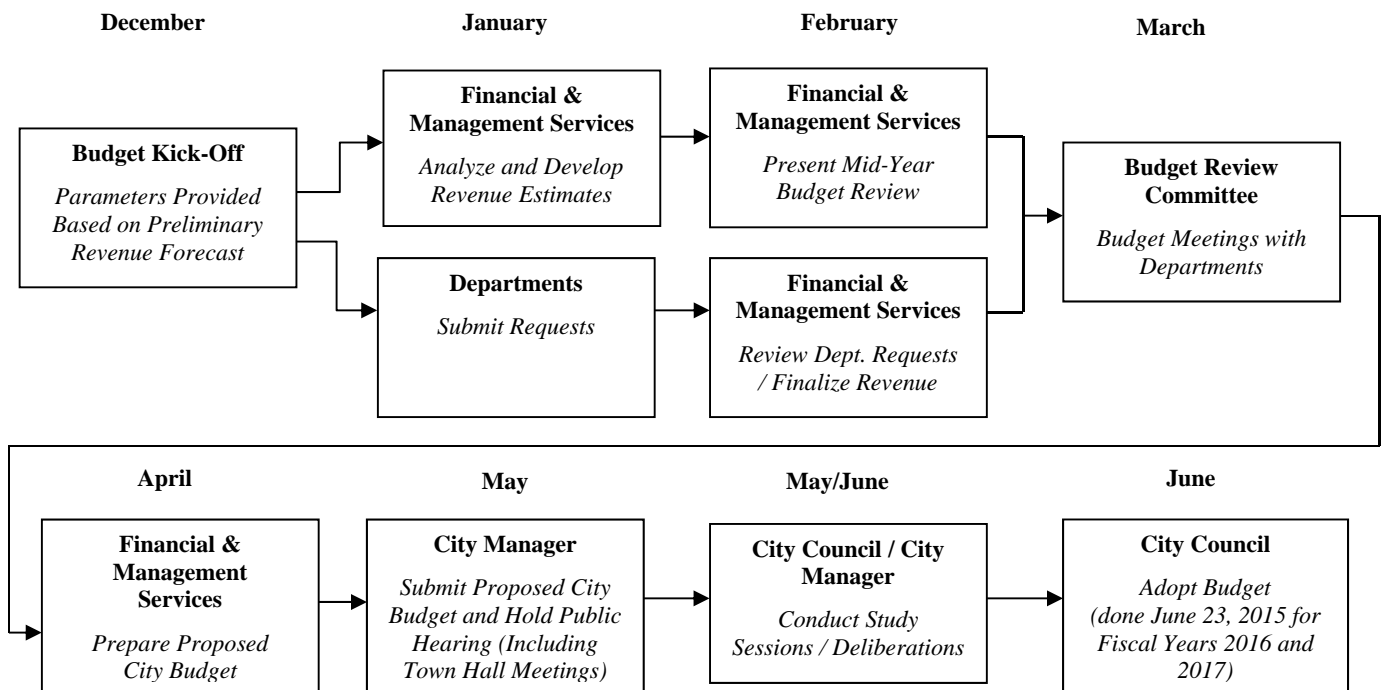 December
January
February
March
Budget Kick-Off
Parameters Provided
Based on Preliminary
Revenue Forecast
Financial &
Management Services
Analyze and Develop
Revenue Estimates
Departments
Submit Requests
Financial &
Management Services
Present Mid-Year
Budget Review
Financial &
Management Services
Review Dept. Requests
/ Finalize Revenue
Budget Review
Committee
Budget Meetings with
Departments
April
May
May/June
June
Financial &
Management
Services
Prepare Proposed
City Budget
City Manager
Submit Proposed City
Budget and Hold Public
Hearing (Including
Town Hall Meetings)
City Council / City
Manager
Conduct Study
Sessions / Deliberations
City Council
Adopt Budget
(done June 23, 2015 for
Fiscal Years 2016 and
2017)